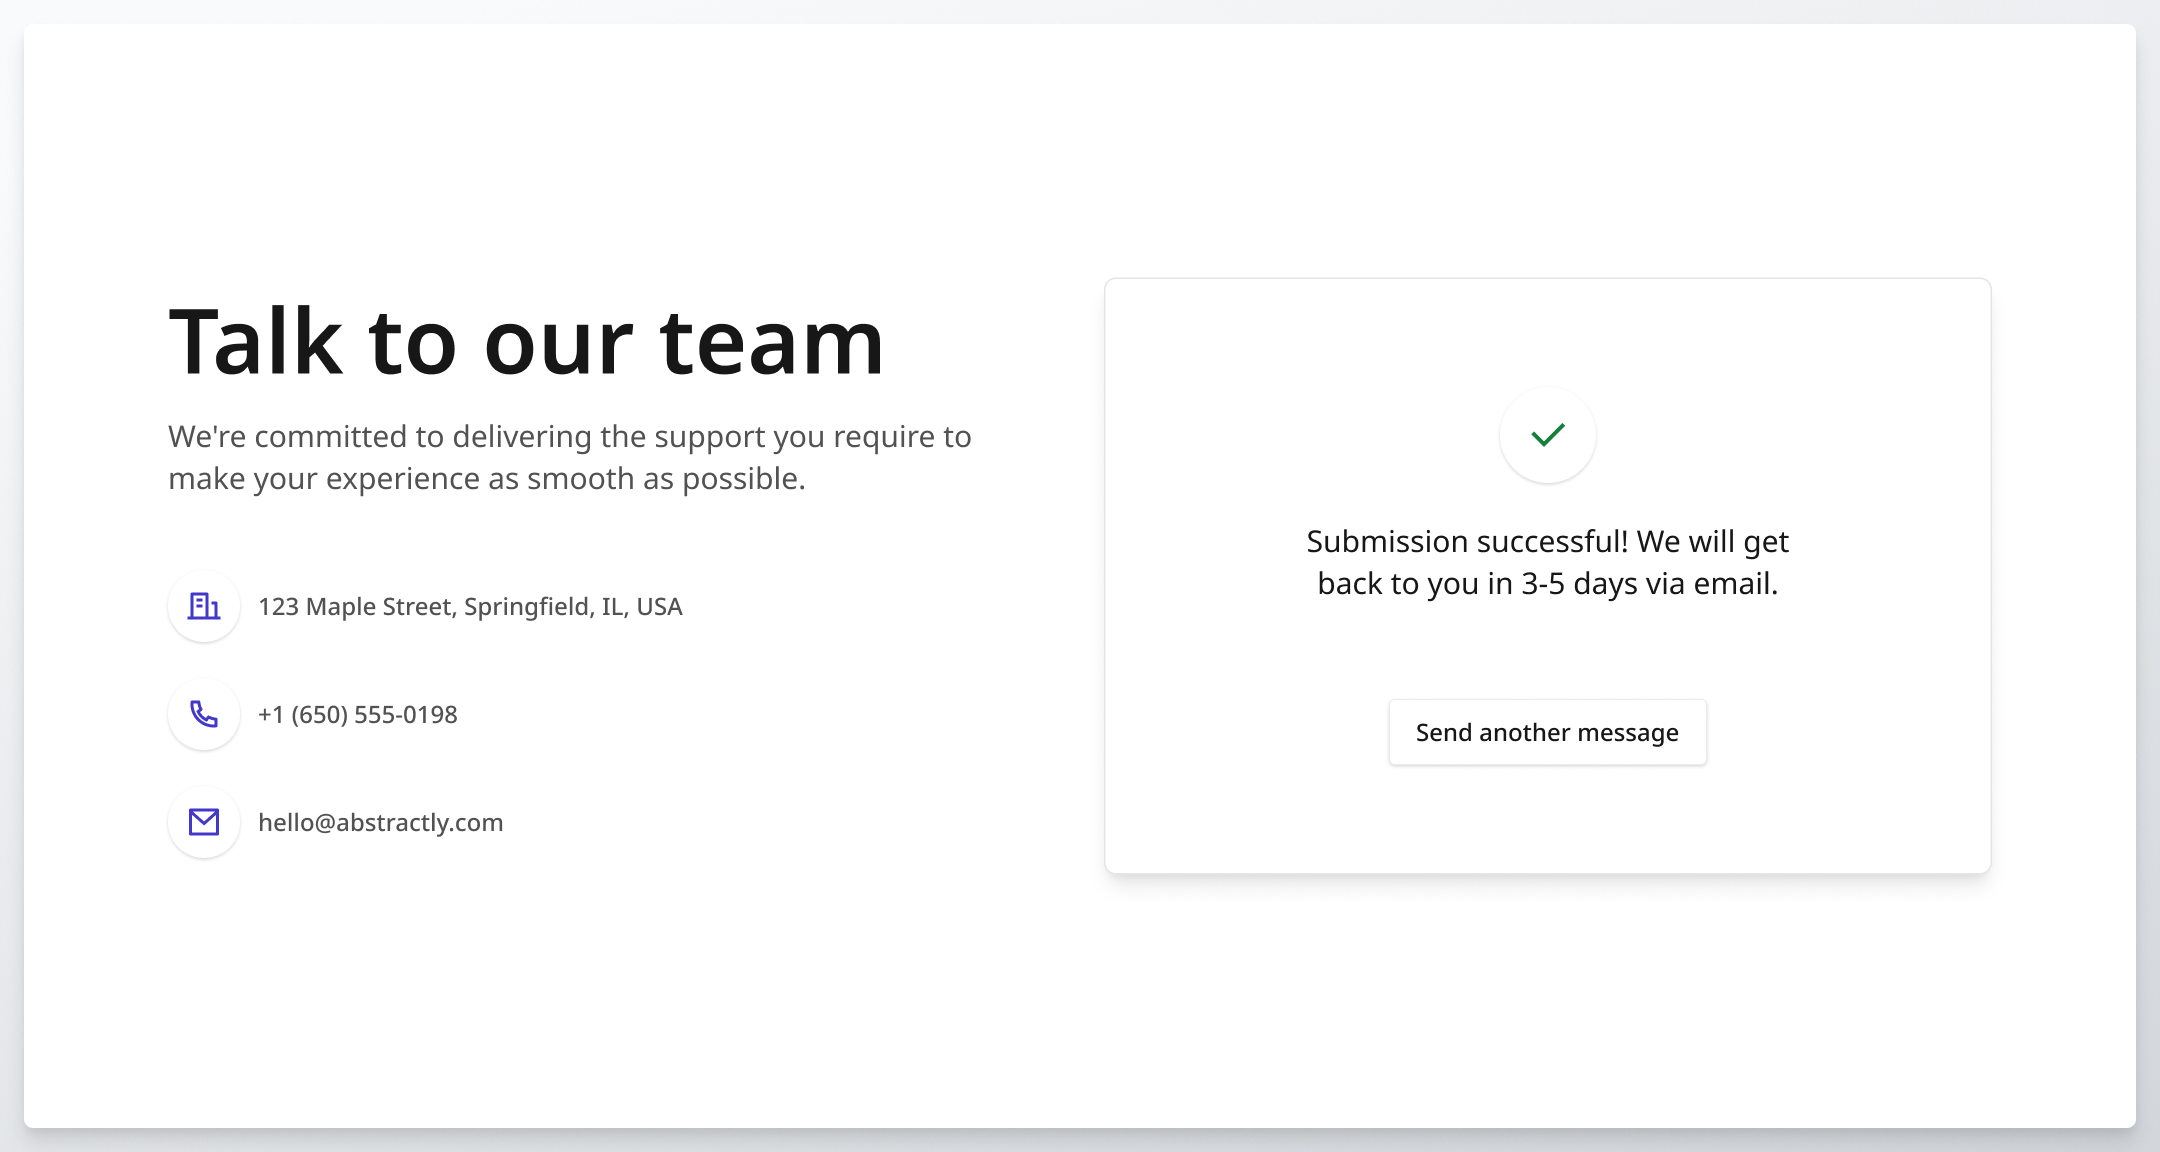 Talk to our team
We're committed to delivering the support you require to
make your experience as smooth as possible.
123 Maple Street, Springfield, IL, USA
+1 (650) 555-0198
hello@abstractly.com
Submission successful! We will get
back to you in 3-5 days via email.
Send another message